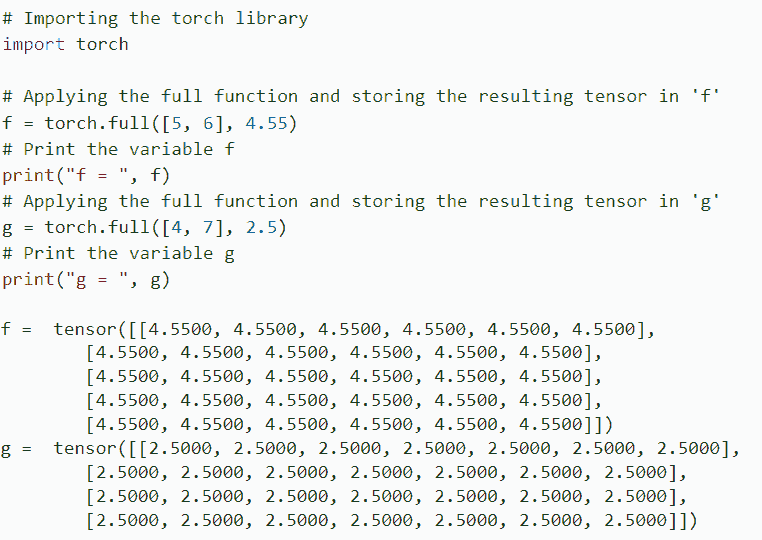 # Importing the torch library
import torch

# Applying the full function and storing the resulting tensor in 'f'
f = torch.full([5, 6], 4.55)
# Print the variable f
print("f = ", f)
# Applying the full function and storing the resulting tensor in 'g'
g = torch.full([4, 7], 2.5)
# Print the variable g
print("g = ", g)

f =  tensor([[4.5500, 4.5500, 4.5500, 4.5500, 4.5500, 4.5500],
        [4.5500, 4.5500, 4.5500, 4.5500, 4.5500, 4.5500],
        [4.5500, 4.5500, 4.5500, 4.5500, 4.5500, 4.5500],
        [4.5500, 4.5500, 4.5500, 4.5500, 4.5500, 4.5500],
        [4.5500, 4.5500, 4.5500, 4.5500, 4.5500, 4.5500]])
g =  tensor([[2.5000, 2.5000, 2.5000, 2.5000, 2.5000, 2.5000, 2.5000],
        [2.5000, 2.5000, 2.5000, 2.5000, 2.5000, 2.5000, 2.5000],
        [2.5000, 2.5000, 2.5000, 2.5000, 2.5000, 2.5000, 2.5000],
        [2.5000, 2.5000, 2.5000, 2.5000, 2.5000, 2.5000, 2.5000]])